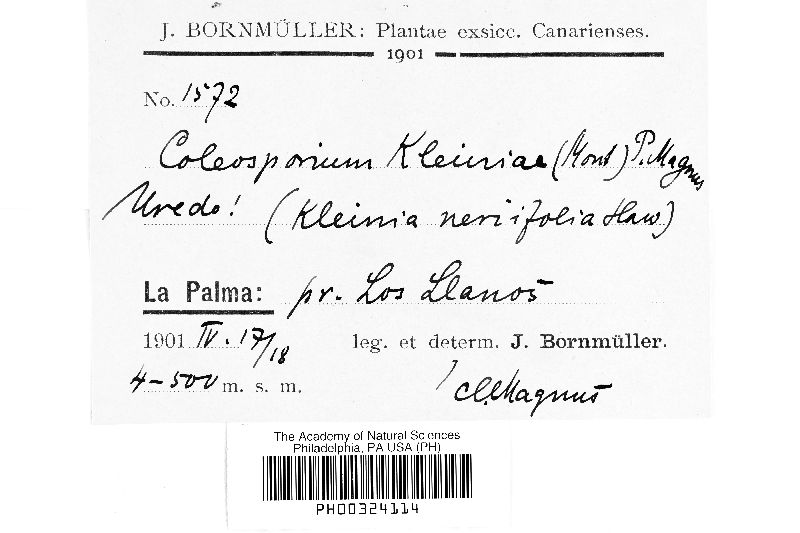 J. BORNMÜLLER: Plantae exsicc. Canarienses.
1901
No. 1572
Coleosporium Kleiniae (Mont) P. Magnus
Uredo! (Kleinia neriifolia Haw)
La Palma: pr. Los Llanos
1901 IV. 17/18 leg. et determ. J. Bornmüller.
4-500 m. s. m. Magnus
The Academy of Natural Sciences
Philadelphia, PA USA (PH)
PH00324114